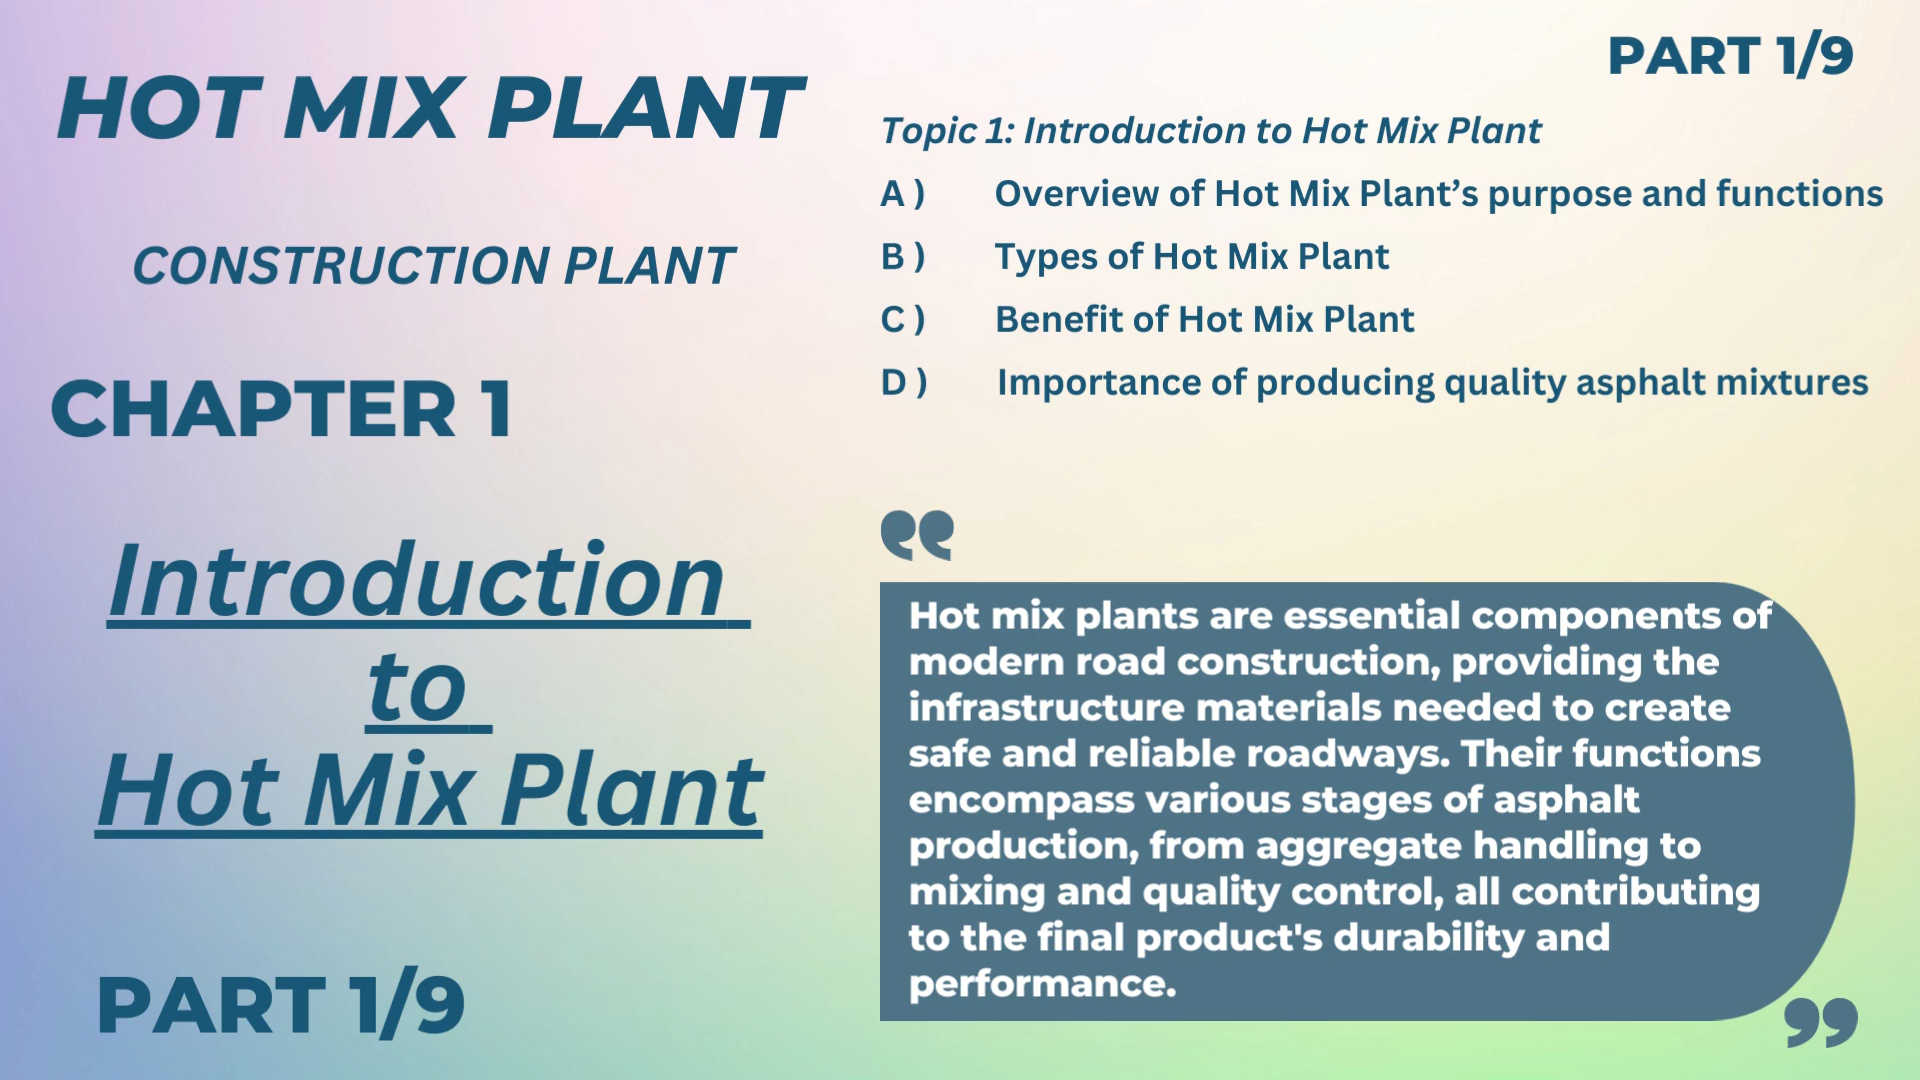 HOT MIX PLANT
CONSTRUCTION PLANT
CHAPTER 1
Introduction
to
Hot Mix Plant
PART 1/9
PART 1/9
Topic 1: Introduction to Hot Mix Plant
A ) Overview of Hot Mix Plant’s purpose and functions
B ) Types of Hot Mix Plant
C ) Benefit of Hot Mix Plant
D ) Importance of producing quality asphalt mixtures
“
Hot mix plants are essential components of
modern road construction, providing the
infrastructure materials needed to create
safe and reliable roadways. Their functions
encompass various stages of asphalt
production, from aggregate handling to
mixing and quality control, all contributing
to the final product's durability and
performance.
”